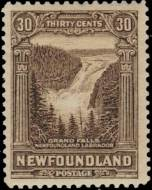 30 THIRTY CENTS 30
GRAND FALLS
NEWFOUNDLAND LABRADOR
NEWFOUNDLAND
POSTAGE